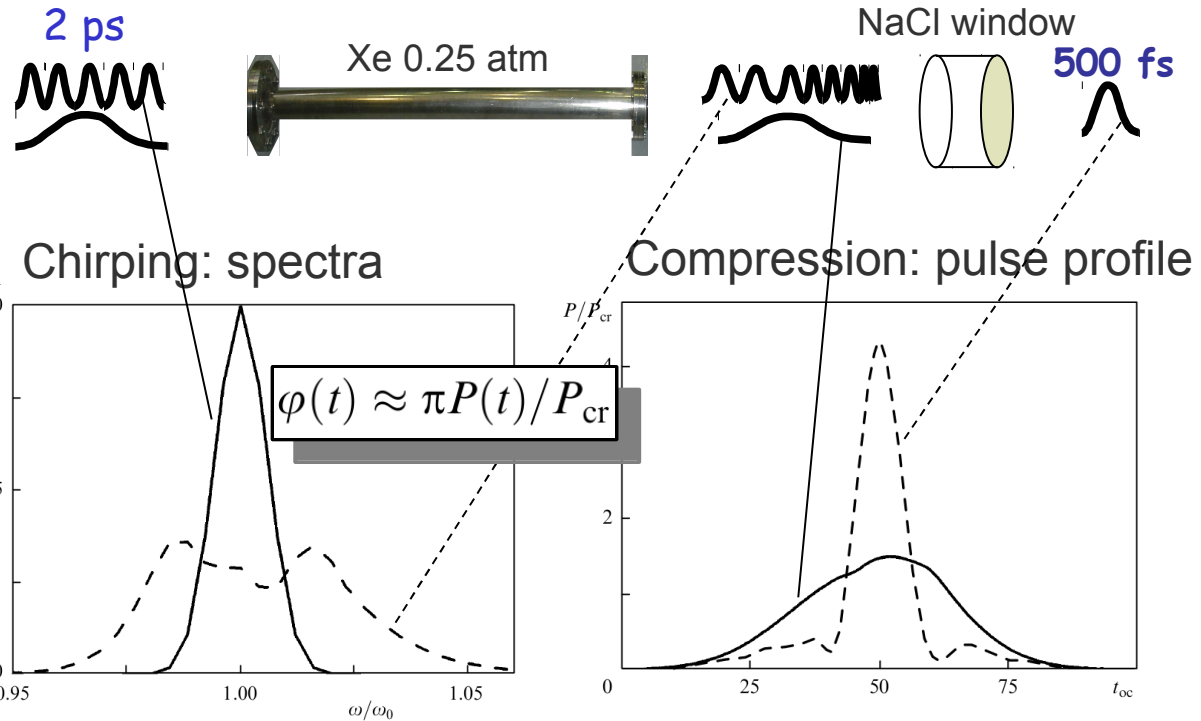 2 ps
Xe 0.25 atm
NaCl window
500 fs
Chirping: spectra
Compression: pulse profile
φ(t) ≈ πP(t)/P_cr
0.95
1.00
1.05
ω/ω₀
P/P_cr
4
2
0
25
50
75
t_oc